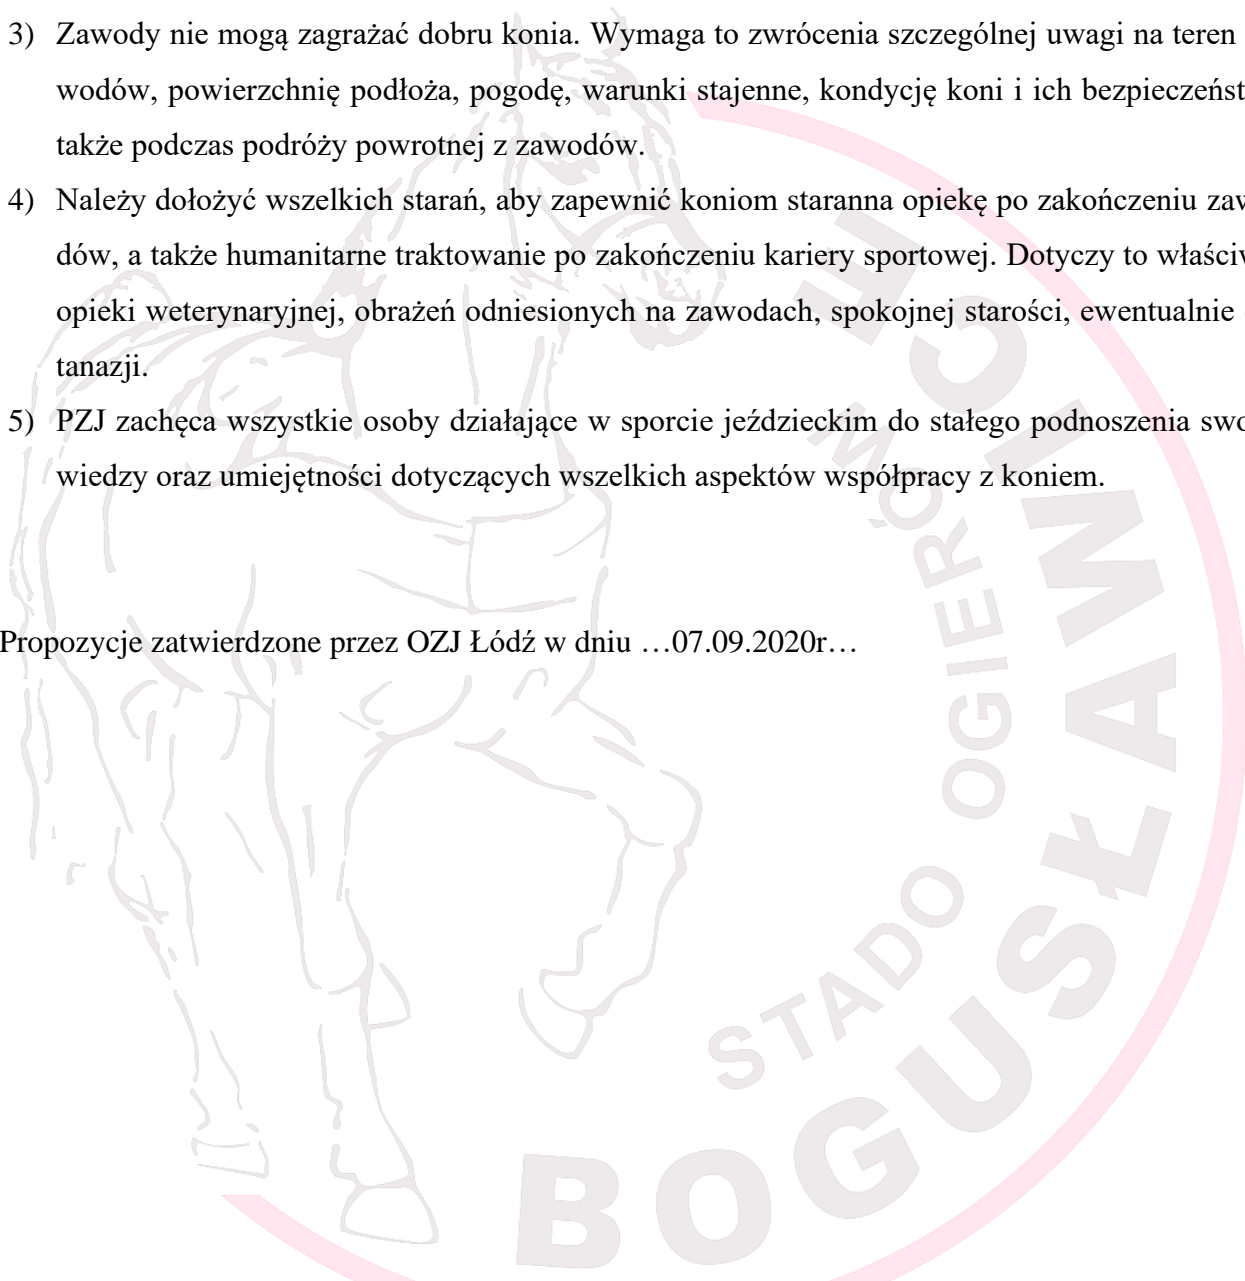 3) Zawody nie mogą zagrażać dobru konia. Wymaga to zwrócenia szczególnej uwagi na teren
wodów, powierzchnię podłoża, pogodę, warunki stajenne, kondycję koni i ich bezpieczeńst
także podczas podróży powrotnej z zawodów.
4) Należy dołożyć wszelkich starań, aby zapewnić koniom staranna opiekę po zakończeniu zaw
dów, a także humanitarne traktowanie po zakończeniu kariery sportowej. Dotyczy to właściw
opieki weterynaryjnej, obrażeń odniesionych na zawodach, spokojnej starości, ewentualnie
tanazji.
5) PZJ zachęca wszystkie osoby działające w sporcie jeździeckim do stałego podnoszenia swo
wiedzy oraz umiejętności dotyczących wszelkich aspektów współpracy z koniem.
Propozycje zatwierdzone przez OZJ Łódź w dniu …07.09.2020r…
STADO OGIERÓW
BOGUSŁAWICE